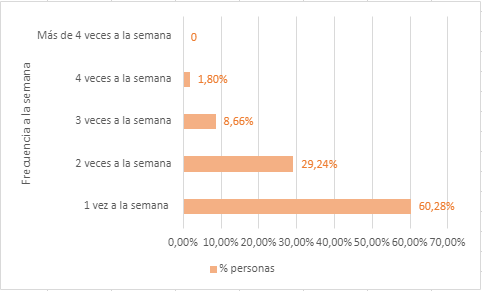 Más de 4 veces a la semana
0
4 veces a la semana
1,80%
3 veces a la semana
8,66%
2 veces a la semana
29,24%
1 vez a la semana
60,28%
Frecuencia a la semana
0,00% 10,00% 20,00% 30,00% 40,00% 50,00% 60,00% 70,00%
% personas